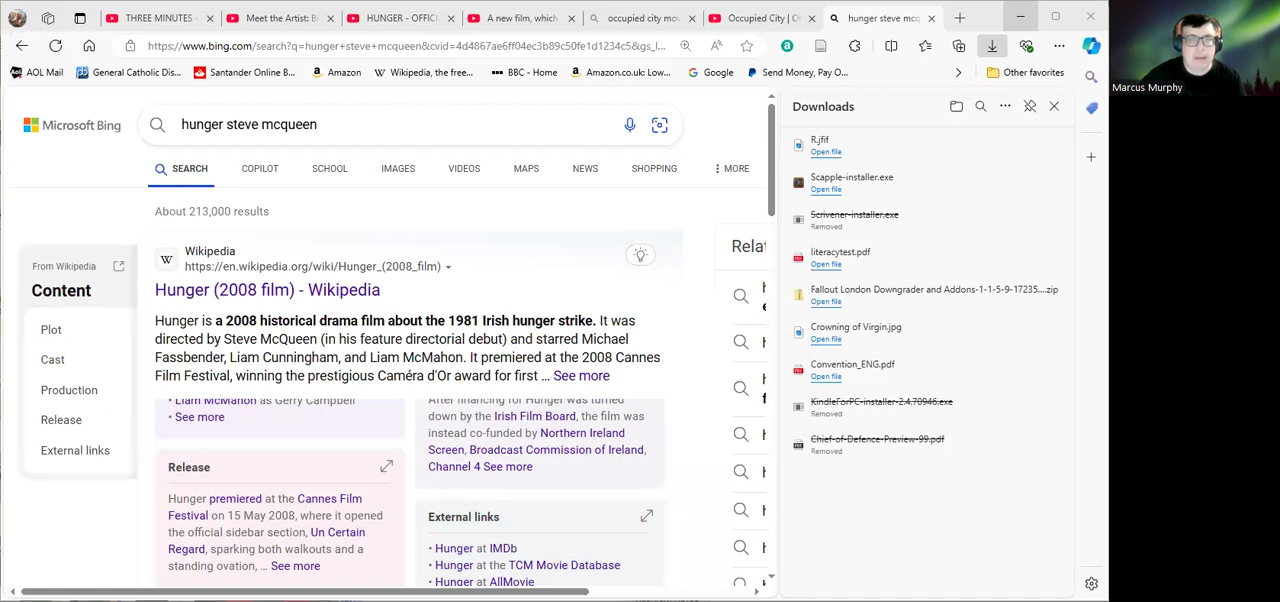 THREE MINUTES -
Meet the Artist: B
HUNGER - OFFICI
A new film, which
occupied city mov
Occupied City | O
hunger steve mcq
https://www.bing.com/search?q=hunger+steve+mcqueen&cvid=4d4867ae6ff04ec3b89c50fe1d1234c5&gs_l...
AOL Mail
General Catholic Dis...
Santander Online B...
Amazon
Wikipedia, the free...
BBC - Home
Amazon.co.uk: Low...
Google
Send Money, Pay O...
Other favorites
Marcus Murphy
Microsoft Bing
hunger steve mcqueen
SEARCH
COPILOT
SCHOOL
IMAGES
VIDEOS
MAPS
NEWS
SHOPPING
MORE
About 213,000 results
From Wikipedia
Content
Plot
Cast
Production
Release
External links
Wikipedia
https://en.wikipedia.org/wiki/Hunger_(2008_film)
Hunger (2008 film) - Wikipedia
Hunger is a 2008 historical drama film about the 1981 Irish hunger strike. It was
directed by Steve McQueen (in his feature directorial debut) and starred Michael
Fassbender, Liam Cunningham, and Liam McMahon. It premiered at the 2008 Cannes
Film Festival, winning the prestigious Caméra d'Or award for first ... See more
• Liam McMahon as Gerry Campbell
• See more
After financing for Hunger was turned
down by the Irish Film Board, the film was
instead co-funded by Northern Ireland
Screen, Broadcast Commission of Ireland,
Channel 4 See more
Release
Hunger premiered at the Cannes Film
Festival on 15 May 2008, where it opened
the official sidebar section, Un Certain
Regard, sparking both walkouts and a
standing ovation, ... See more
External links
• Hunger at IMDb
• Hunger at the TCM Movie Database
• Hunger at AllMovie
Relat
Downloads
R.jfif
Open file
Scapple-installer.exe
Open file
Scrivener-installer.exe
Removed
literacytest.pdf
Open file
Fallout London Downgrader and Addons-1-1-5-9-17235....zip
Open file
Crowning of Virgin.jpg
Open file
Convention_ENG.pdf
Open file
KindleForPC-installer-2.4.70946.exe
Removed
Chief-of-Defence-Preview-99.pdf
Removed